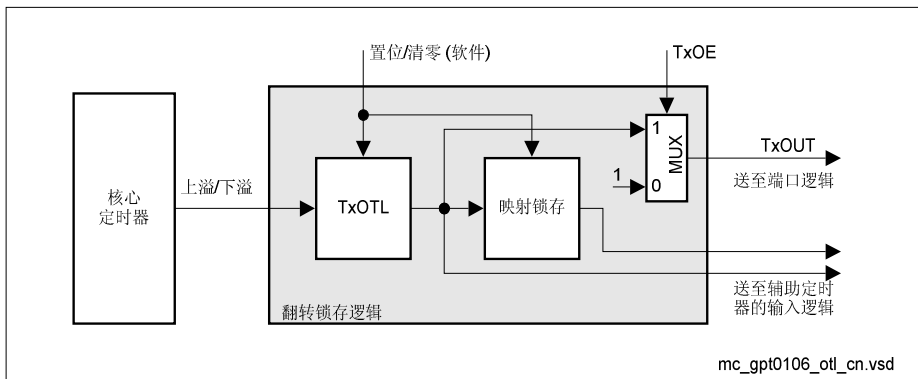 置位/清零 (软件)
TxOE
核心
定时器
上溢/下溢
TxOTL
映射锁存
1
MUX
1
0
TxOUT
送至端口逻辑
送至辅助定时
器的输入逻辑
翻转锁存逻辑
mc_gpt0106_otl_cn.vsd